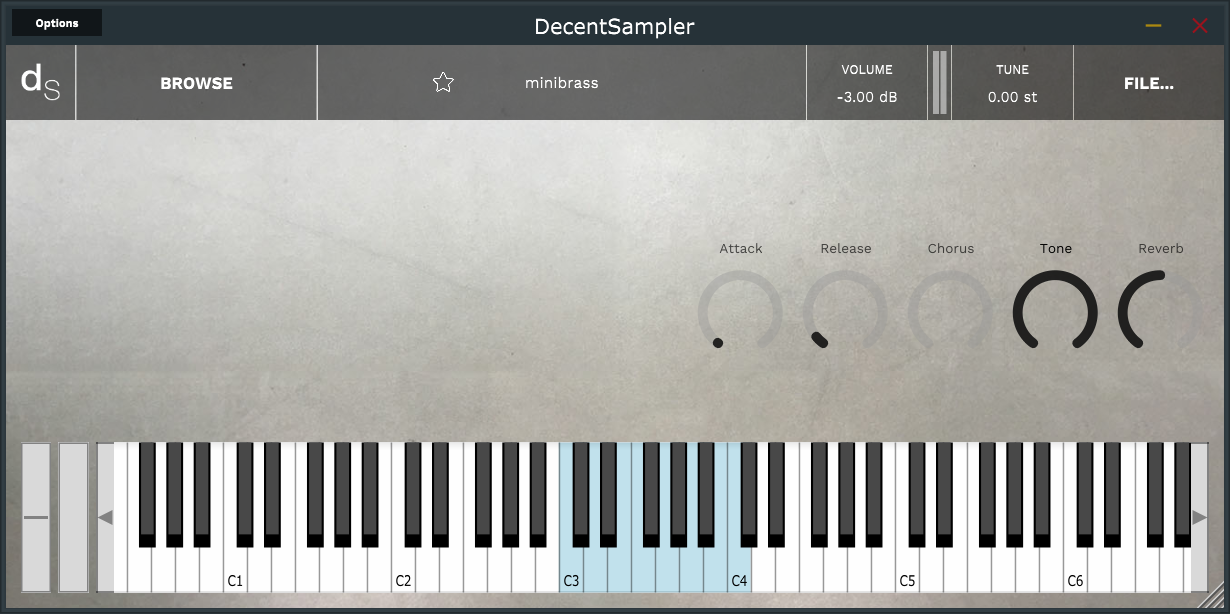 Options
DecentSampler
dS
BROWSE
minibrass
VOLUME
-3.00 dB
TUNE
0.00 st
FILE...
Attack
Release
Chorus
Tone
Reverb
C1
C2
C3
C4
C5
C6